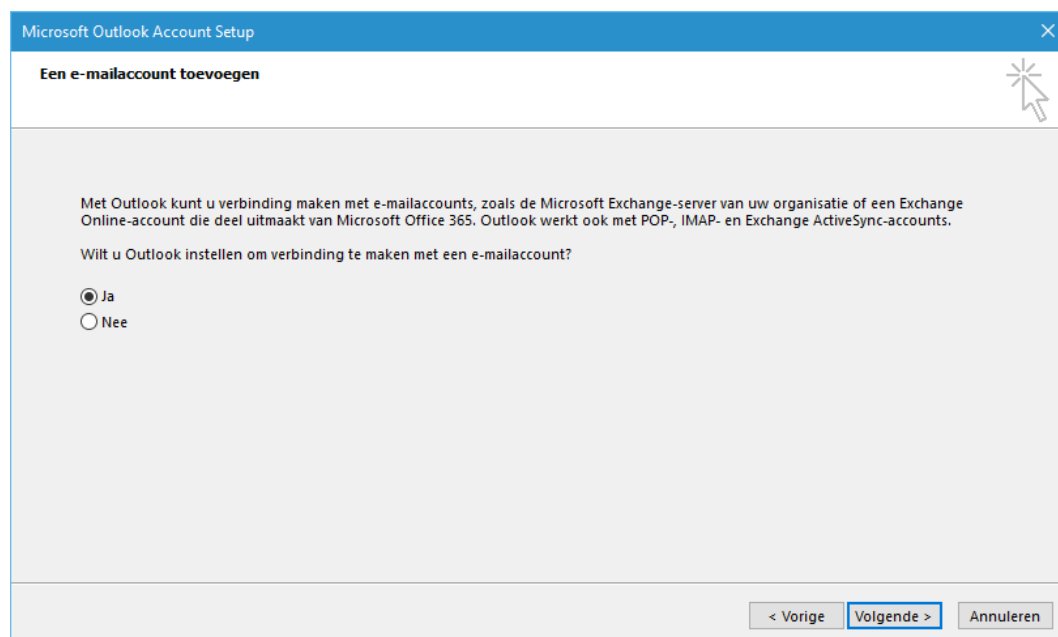 Microsoft Outlook Account Setup
Een e-mailaccount toevoegen
Met Outlook kunt u verbinding maken met e-mailaccounts, zoals de Microsoft Exchange-server van uw organisatie of een Exchange
Online-account die deel uitmaakt van Microsoft Office 365. Outlook werkt ook met POP-, IMAP- en Exchange ActiveSync-accounts.
Wilt u Outlook instellen om verbinding te maken met een e-mailaccount?
Ja
Nee
< Vorige Volgende > Annuleren